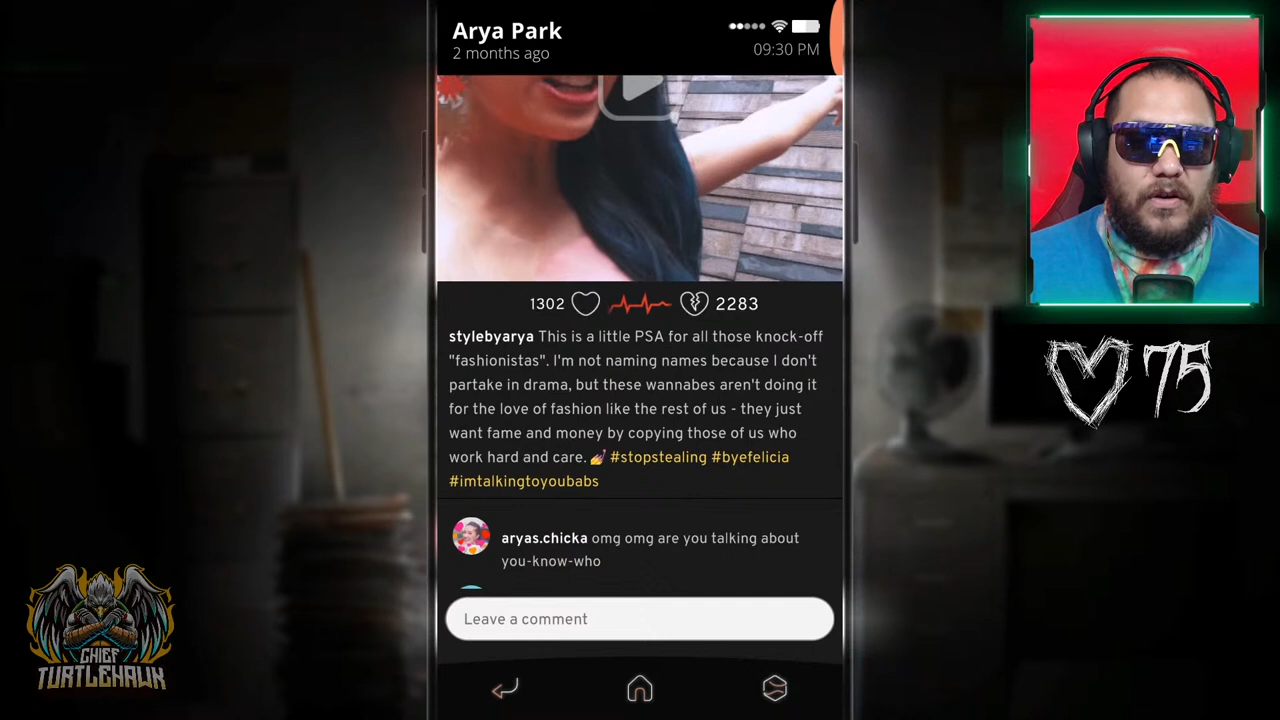 Arya Park
2 months ago
09:30 PM
1302
2283
stylebyarya This is a little PSA for all those knock-off
"fashionistas". I'm not naming names because I don't
partake in drama, but these wannabes aren't doing it
for the love of fashion like the rest of us - they just
want fame and money by copying those of us who
work hard and care. 💅 #stopstealing #byefelicia
#imtalkingtoyoubabs
aryas.chicka omg omg are you talking about
you-know-who
Leave a comment
75
CHIEF
TURTLEHAWK